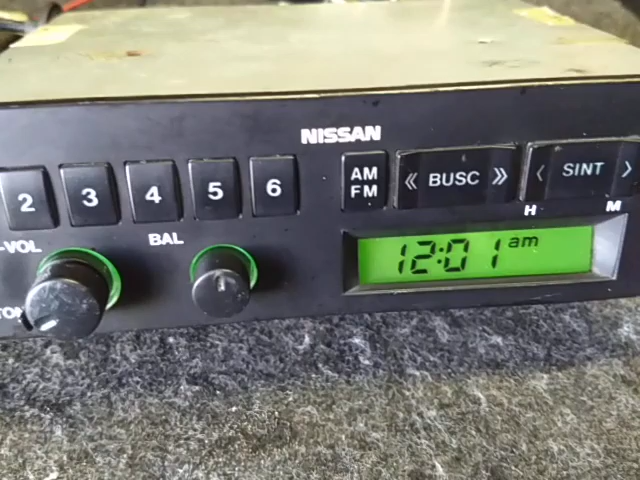 NISSAN
2 3 4 5 6
AM
FM
« BUSC »
< SINT >
H M
-VOL
BAL
12:01 am